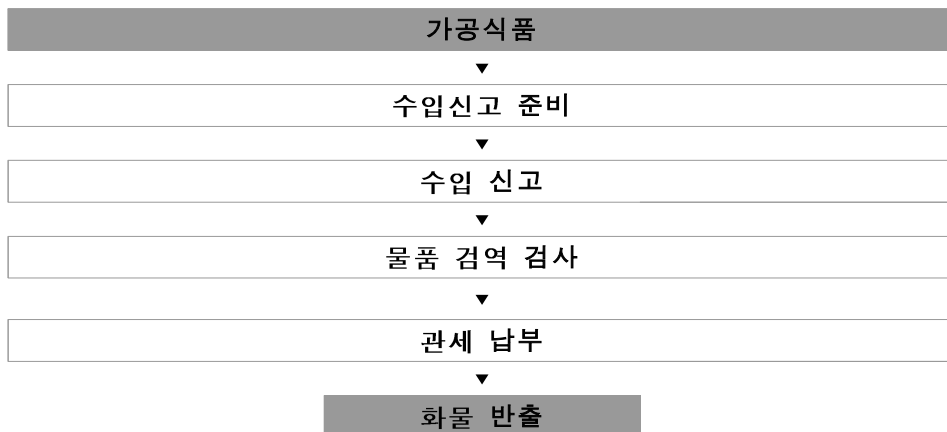 가공식품
▼
수입신고 준비
▼
수입 신고
▼
물품 검역 검사
▼
관세 납부
▼
화물 반출